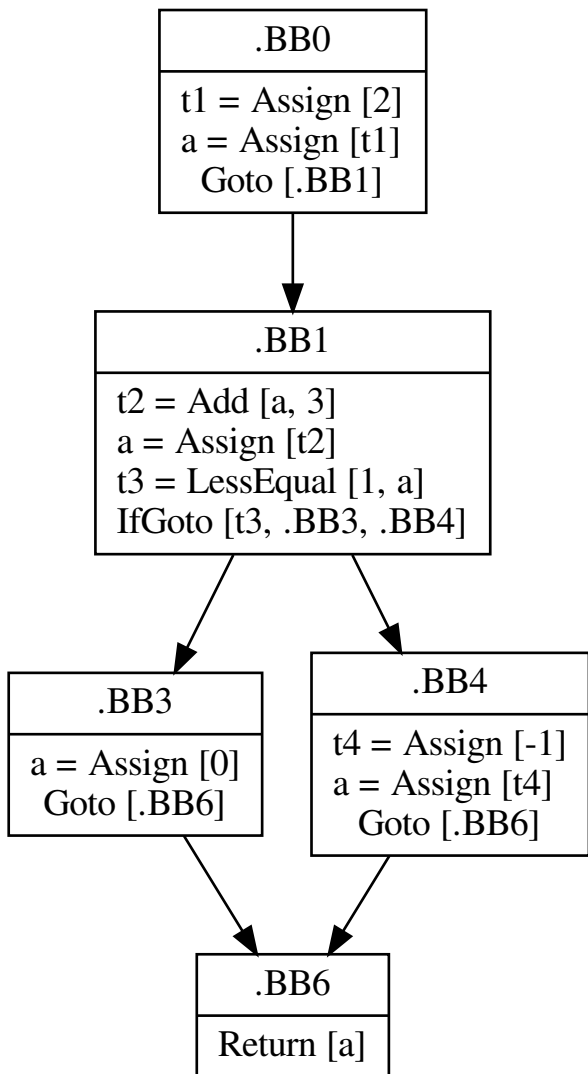 .BB0
t1 = Assign [2]
a = Assign [t1]
Goto [.BB1]
.BB1
t2 = Add [a, 3]
a = Assign [t2]
t3 = LessEqual [1, a]
IfGoto [t3, .BB3, .BB4]
.BB3
a = Assign [0]
Goto [.BB6]
.BB4
t4 = Assign [-1]
a = Assign [t4]
Goto [.BB6]
.BB6
Return [a]